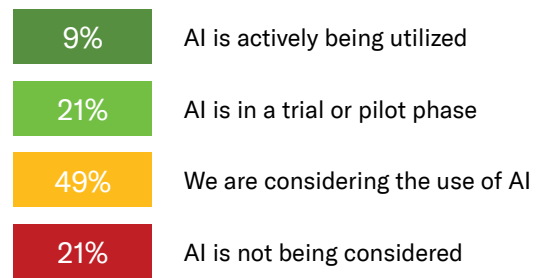 9% AI is actively being utilized
21% AI is in a trial or pilot phase
49% We are considering the use of AI
21% AI is not being considered